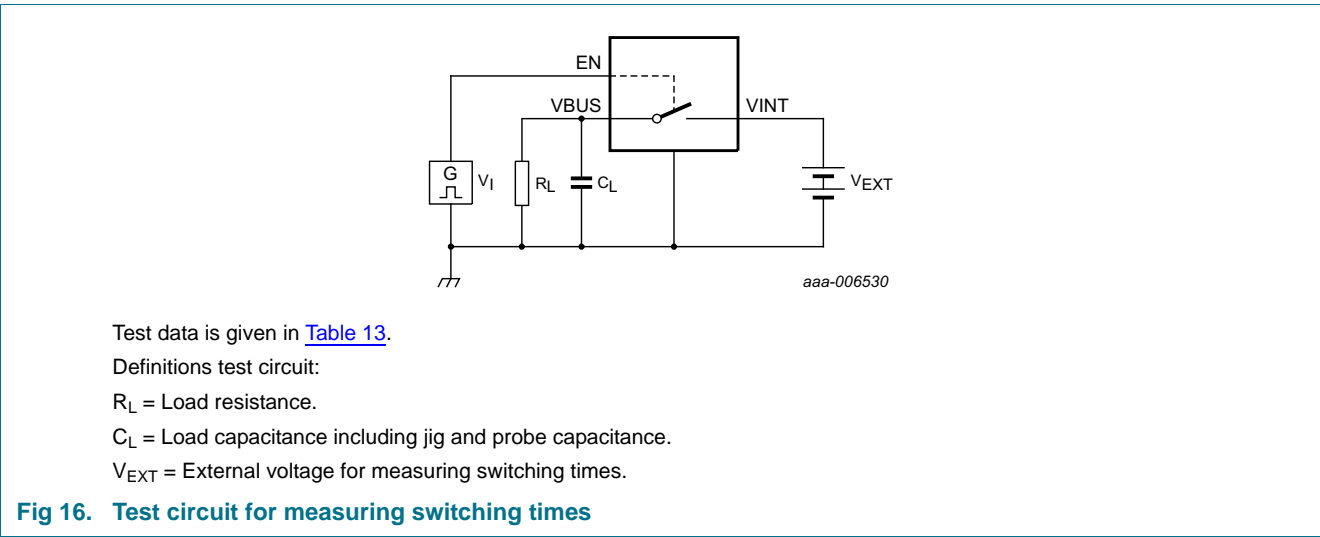 EN
VBUS
VINT
G
VI
RL
CL
VEXT
aaa-006530
Test data is given in Table 13.
Definitions test circuit:
RL = Load resistance.
CL = Load capacitance including jig and probe capacitance.
VEXT = External voltage for measuring switching times.
Fig 16. Test circuit for measuring switching times